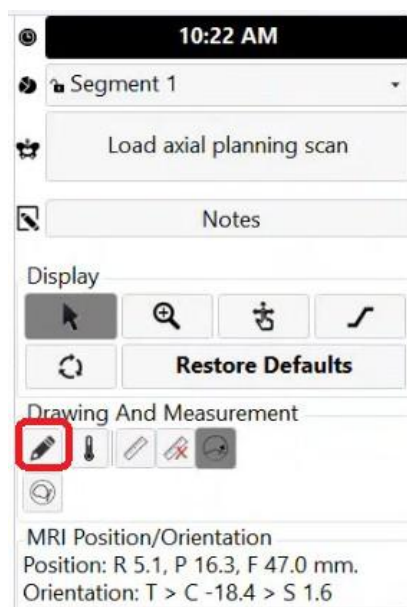 10:22 AM
Segment 1
Load axial planning scan
Notes
Display
Restore Defaults
Drawing And Measurement
MRI Position/Orientation
Position: R 5.1, P 16.3, F 47.0 mm.
Orientation: T > C -18.4 > S 1.6